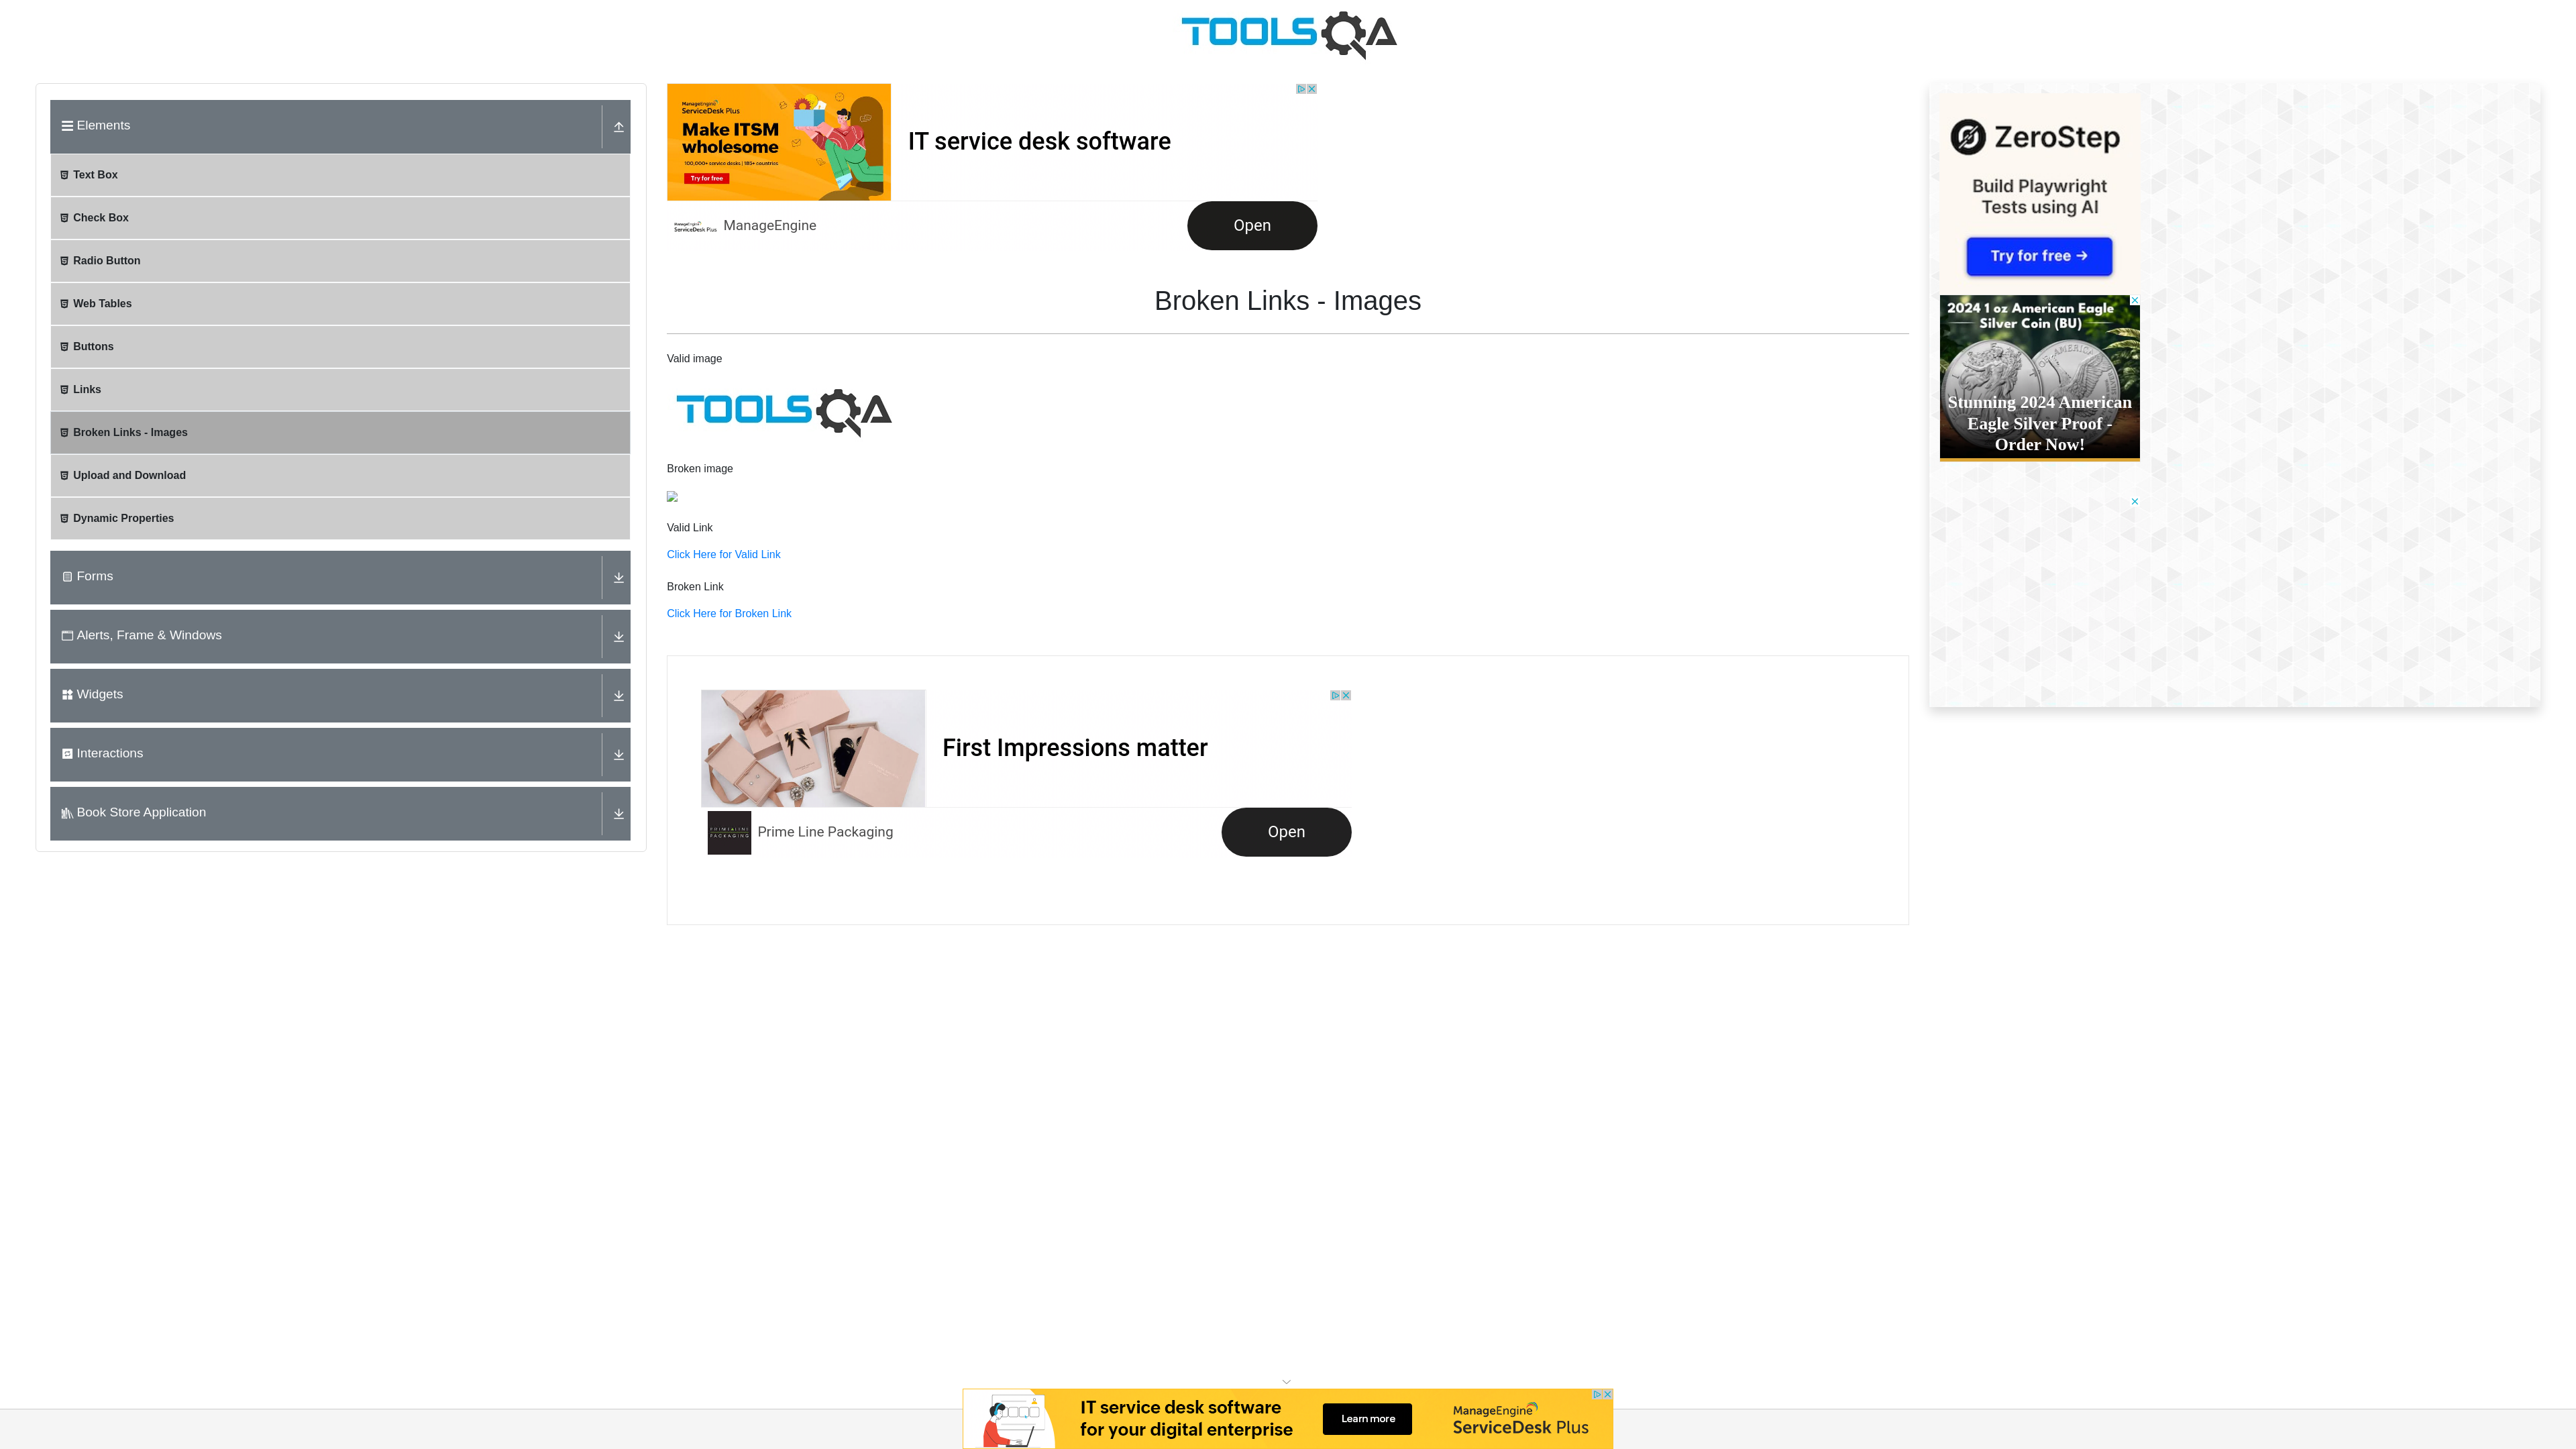 TOOLSQA
Elements
Text Box
Check Box
Radio Button
Web Tables
Buttons
Links
Broken Links - Images
Upload and Download
Dynamic Properties
Forms
Alerts, Frame & Windows
Widgets
Interactions
Book Store Application
ManageEngine
ServiceDesk Plus
Make ITSM
wholesome
100,000+ service desks | 185+ countries
Try for free
IT service desk software
ManageEngine
ServiceDesk Plus
ManageEngine
Open
Broken Links - Images
Valid image
TOOLSQA
Broken image
Valid Link
Click Here for Valid Link
Broken Link
Click Here for Broken Link
First Impressions matter
PRIME LINE
PACKAGING
Prime Line Packaging
Open
ZeroStep
Build Playwright
Tests using AI
Try for free →
2024 1 oz American Eagle
Silver Coin (BU)
Stunning 2024 American
Eagle Silver Proof -
Order Now!
IT service desk software
for your digital enterprise
Learn more
ManageEngine
ServiceDesk Plus